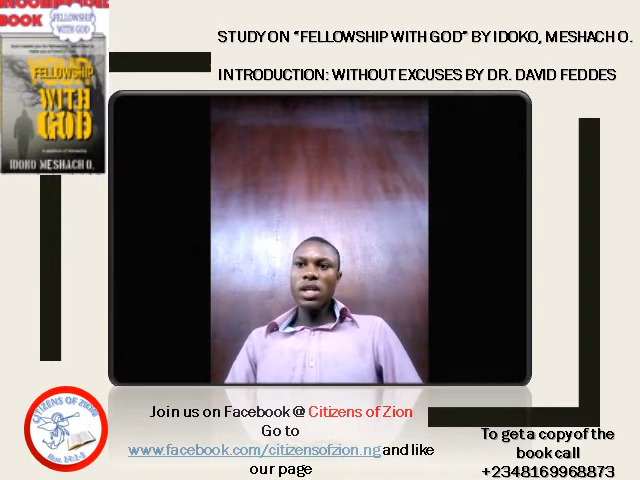 BOOK
FELLOWSHIP
WITH GOD
FELLOWSHIP
WITH
GOD
IDOKO MESHACH O.
STUDY ON "FELLOWSHIP WITH GOD" BY IDOKO, MESHACH O.
INTRODUCTION: WITHOUT EXCUSES BY DR. DAVID FEDDES
CITIZENS OF ZION
Join us on Facebook @ Citizens of Zion
Go to
www.facebook.com/citizensofzion.ng and like
our page
To get a copy of the
book call
+2348169968873